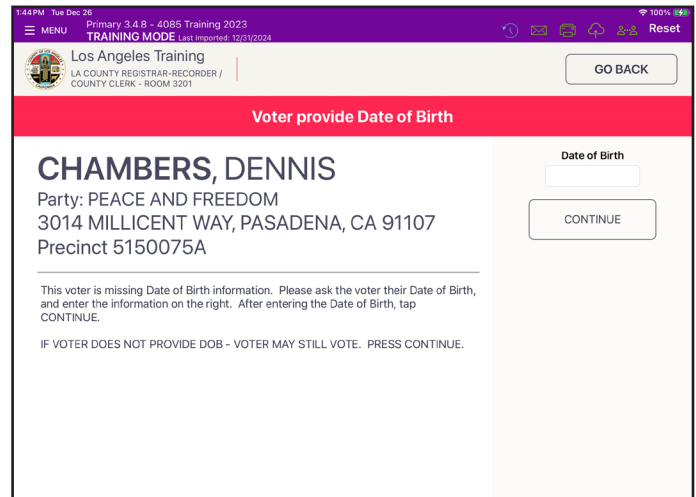 1:44 PM Tue Dec 26
100%
MENU
Primary 3.4.8 - 4085 Training 2023
TRAINING MODE Last Imported: 12/31/2024
Reset
Los Angeles Training
LA COUNTY REGISTRAR-RECORDER /
COUNTY CLERK - ROOM 3201
GO BACK
Voter provide Date of Birth
CHAMBERS, DENNIS
Party: PEACE AND FREEDOM
3014 MILLICENT WAY, PASADENA, CA 91107
Precinct 5150075A
This voter is missing Date of Birth information. Please ask the voter their Date of Birth,
and enter the information on the right. After entering the Date of Birth, tap
CONTINUE.
IF VOTER DOES NOT PROVIDE DOB - VOTER MAY STILL VOTE. PRESS CONTINUE.
Date of Birth
CONTINUE